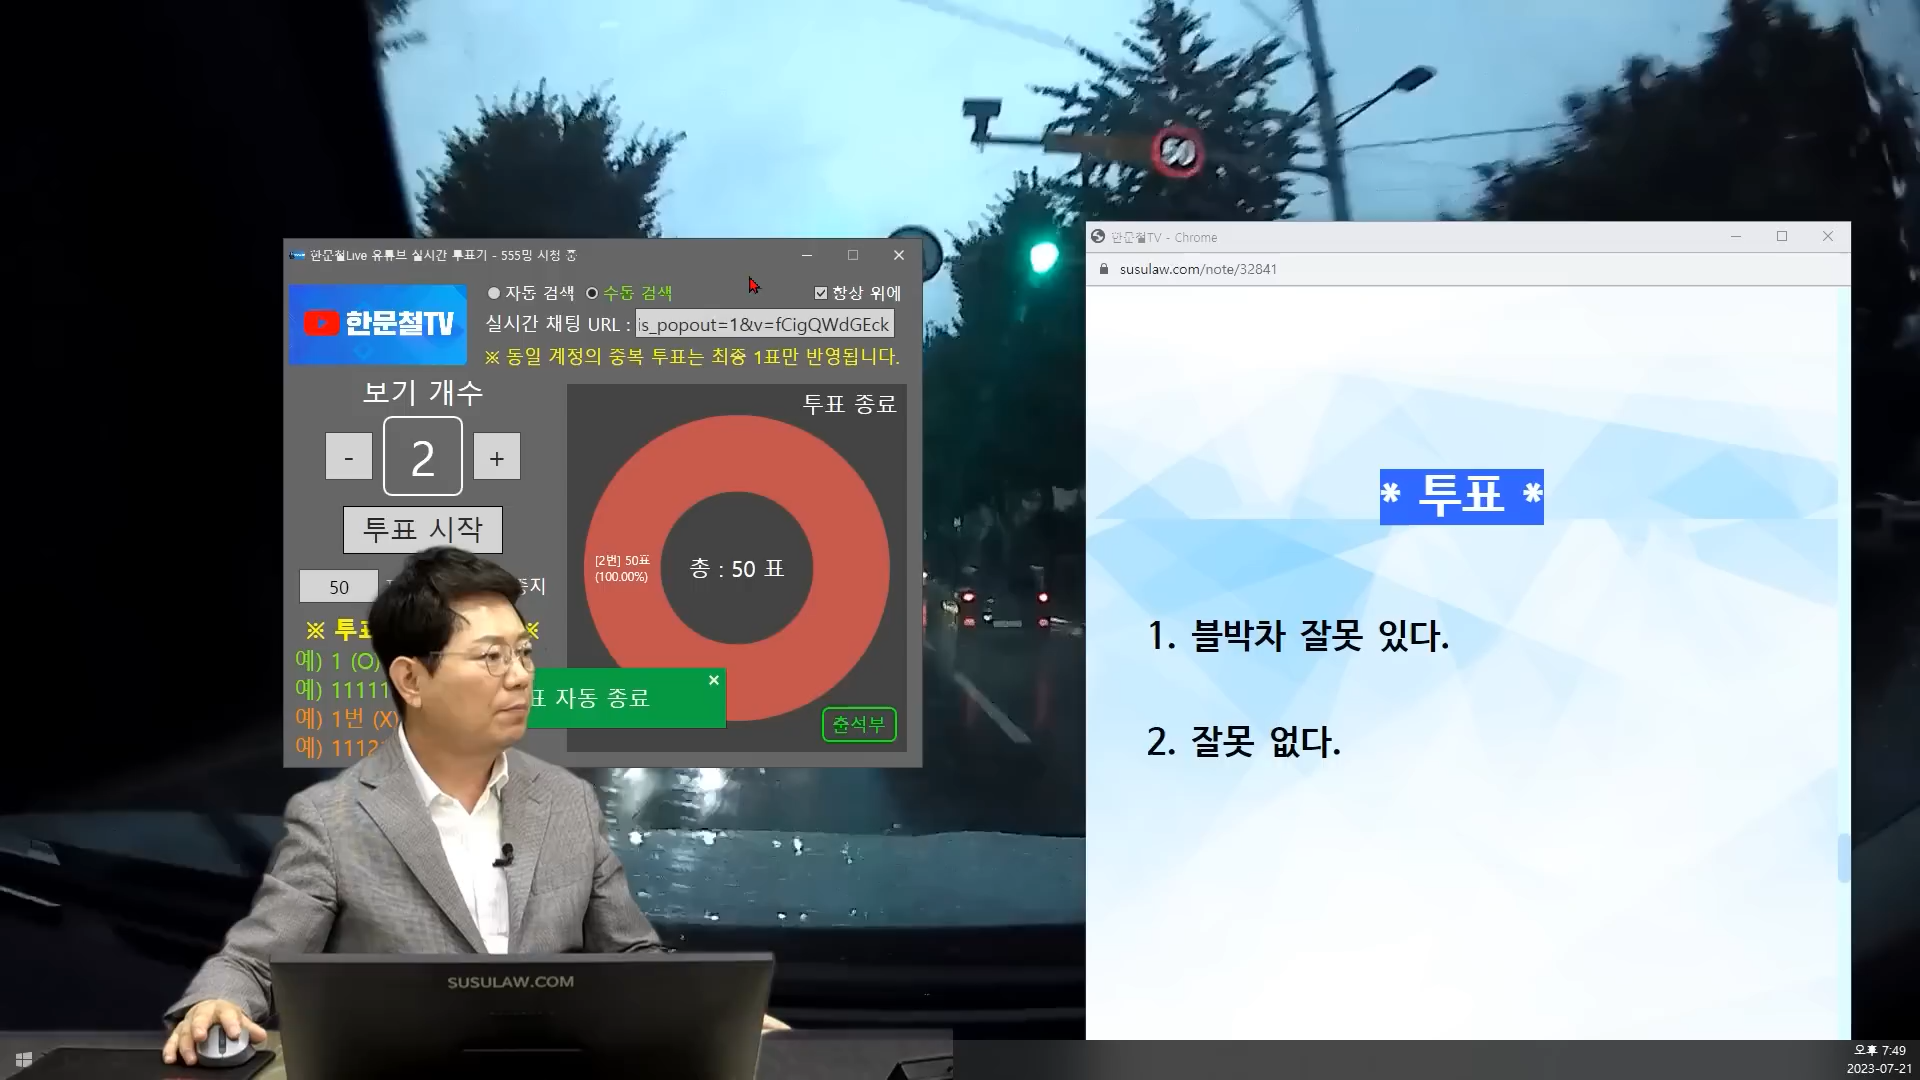 50
한문철Live 유튜브 실시간 투표기 - 555명 시청 중
한문철TV
자동 검색
수동 검색
항상 위에
실시간 채팅 URL : is_popout=1&v=fCigQWdGEck
※ 동일 계정의 중복 투표는 최종 1표만 반영됩니다.
보기 개수
-
2
+
투표 시작
50
중지
※ 투표
※
예) 1 (O)
예) 11111
예) 1번 (X)
예) 1112
투표 종료
[2번] 50표
(100.00%)
총 : 50 표
표 자동 종료
출석부
한문철TV - Chrome
susulaw.com/note/32841
* 투표 *
1. 블박차 잘못 있다.
2. 잘못 없다.
SUSULAW.COM
오후 7:49
2023-07-21